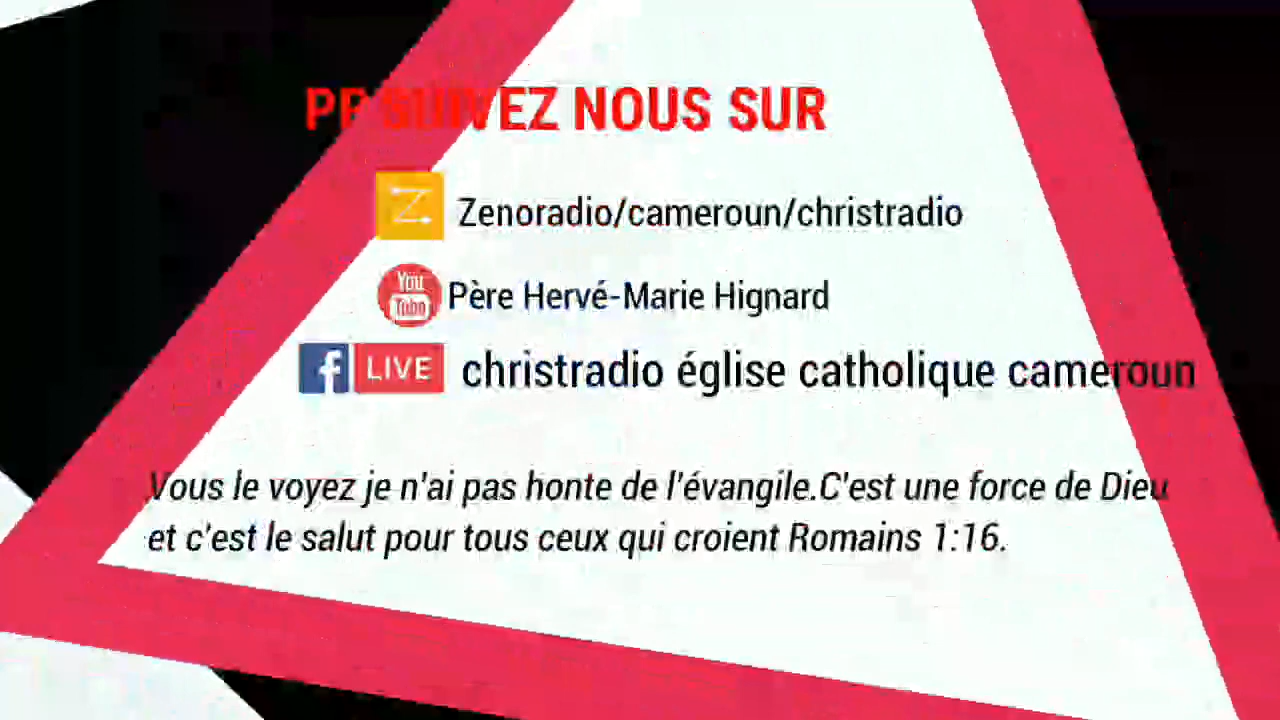 SUIVEZ NOUS SUR
Zenoradio/cameroun/christradio
You
Tube
Père Hervé-Marie Hignard
f LIVE christradio église catholique cameroun
Vous le voyez je n'ai pas honte de l'évangile.C'est une force de Dieu
et c'est le salut pour tous ceux qui croient Romains 1:16.